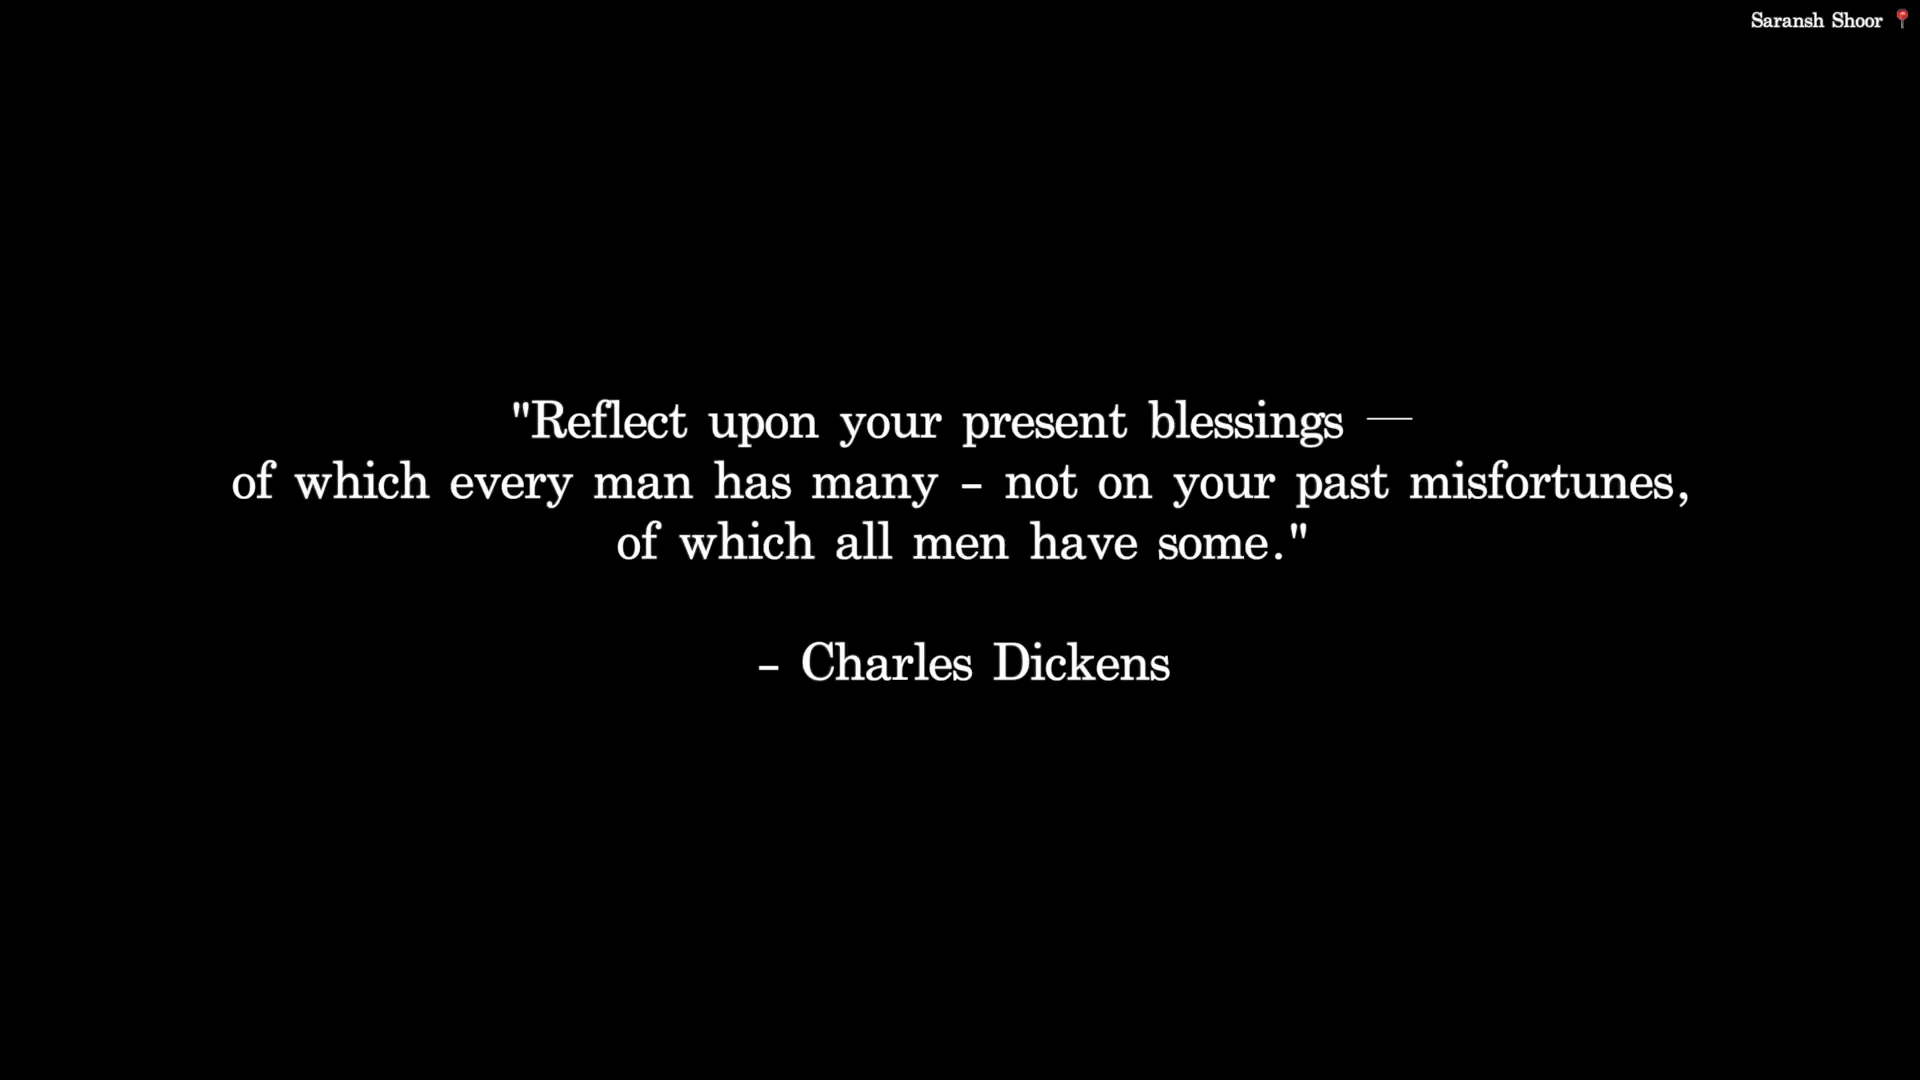 Saransh Shoor 📍
"Reflect upon your present blessings —
of which every man has many – not on your past misfortunes,
of which all men have some."
– Charles Dickens